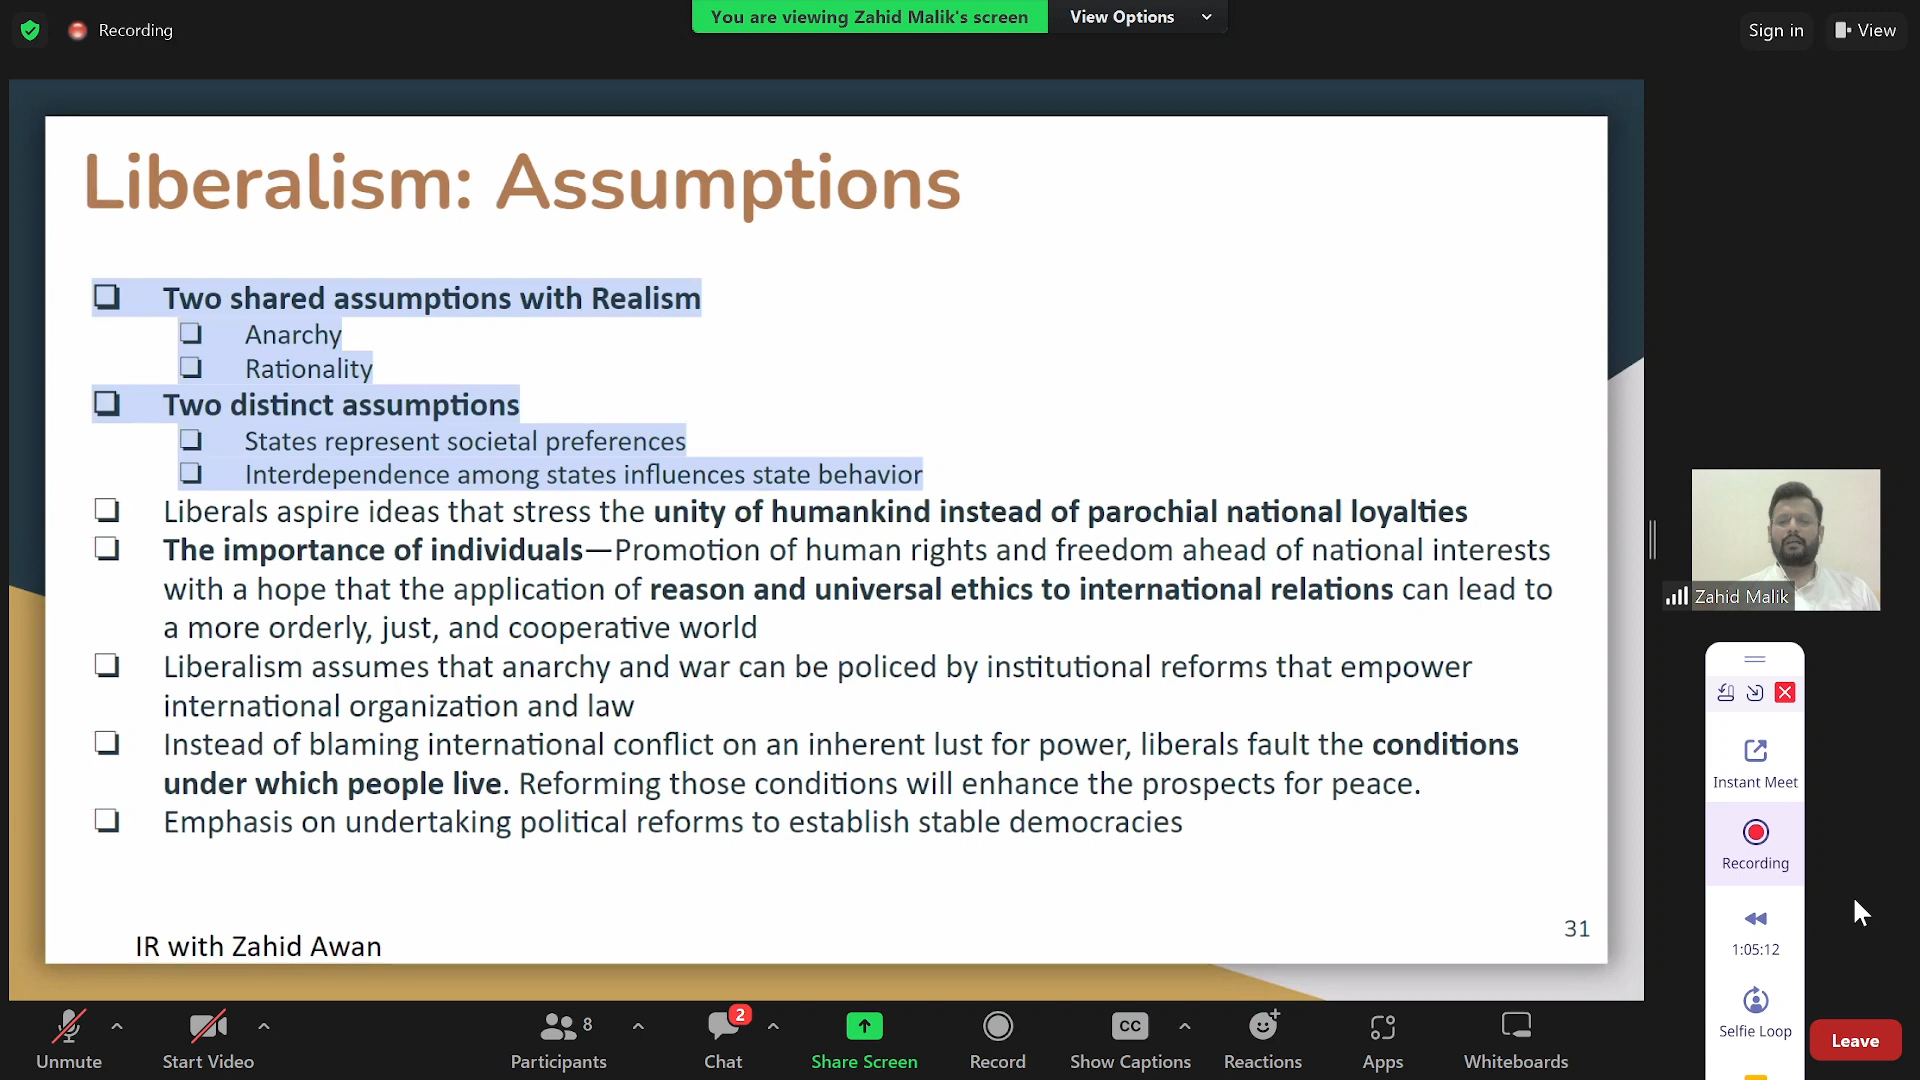 Recording
You are viewing Zahid Malik's screen
View Options
Sign in
View
Liberalism: Assumptions
❑ Two shared assumptions with Realism
❑ Anarchy
❑ Rationality
❑ Two distinct assumptions
❑ States represent societal preferences
❑ Interdependence among states influences state behavior
❑ Liberals aspire ideas that stress the unity of humankind instead of parochial national loyalties
❑ The importance of individuals—Promotion of human rights and freedom ahead of national interests
with a hope that the application of reason and universal ethics to international relations can lead to
a more orderly, just, and cooperative world
❑ Liberalism assumes that anarchy and war can be policed by institutional reforms that empower
international organization and law
❑ Instead of blaming international conflict on an inherent lust for power, liberals fault the conditions
under which people live. Reforming those conditions will enhance the prospects for peace.
❑ Emphasis on undertaking political reforms to establish stable democracies
31
IR with Zahid Awan
Zahid Malik
Instant Meet
Recording
1:05:12
Selfie Loop
Unmute
Start Video
8
Participants
2
Chat
Share Screen
Record
CC
Show Captions
Reactions
Apps
Whiteboards
Leave